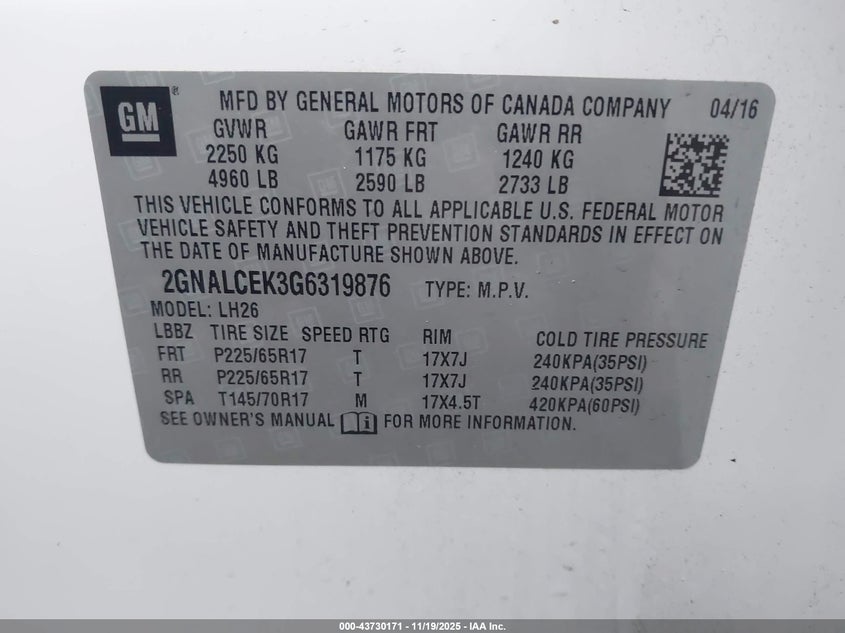 GM ® MFD BY GENERAL MOTORS OF CANADA COMPANY 04/16
GVWR GAWR FRT GAWR RR
2250 KG 1175 KG 1240 KG
4960 LB 2590 LB 2733 LB
THIS VEHICLE CONFORMS TO ALL APPLICABLE U.S. FEDERAL MOTOR
VEHICLE SAFETY AND THEFT PREVENTION STANDARDS IN EFFECT ON
THE DATE OF MANUFACTURE SHOWN ABOVE.
2GNALCEK3G6319876 TYPE: M.P.V.
MODEL: LH26
LBBZ TIRE SIZE SPEED RTG RIM COLD TIRE PRESSURE
FRT P225/65R17 T 17X7J 240KPA(35PSI)
RR P225/65R17 T 17X7J 240KPA(35PSI)
SPA T145/70R17 M 17X4.5T 420KPA(60PSI)
SEE OWNER'S MANUAL i FOR MORE INFORMATION.
000-43730171 - 11/19/2025 - IAA Inc.